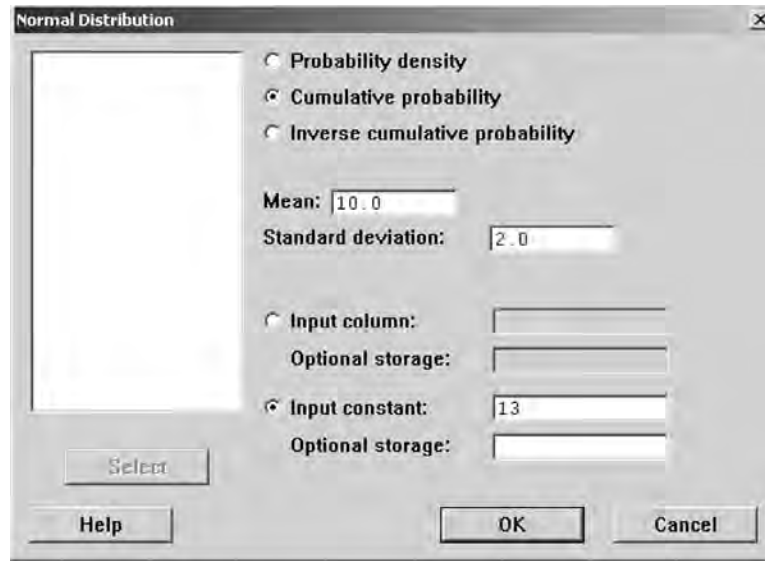 Normal Distribution
Probability density
Cumulative probability
Inverse cumulative probability
Mean: 10.0
Standard deviation: 2.0
Input column:
Optional storage:
Input constant: 13
Optional storage:
Select
Help OK Cancel